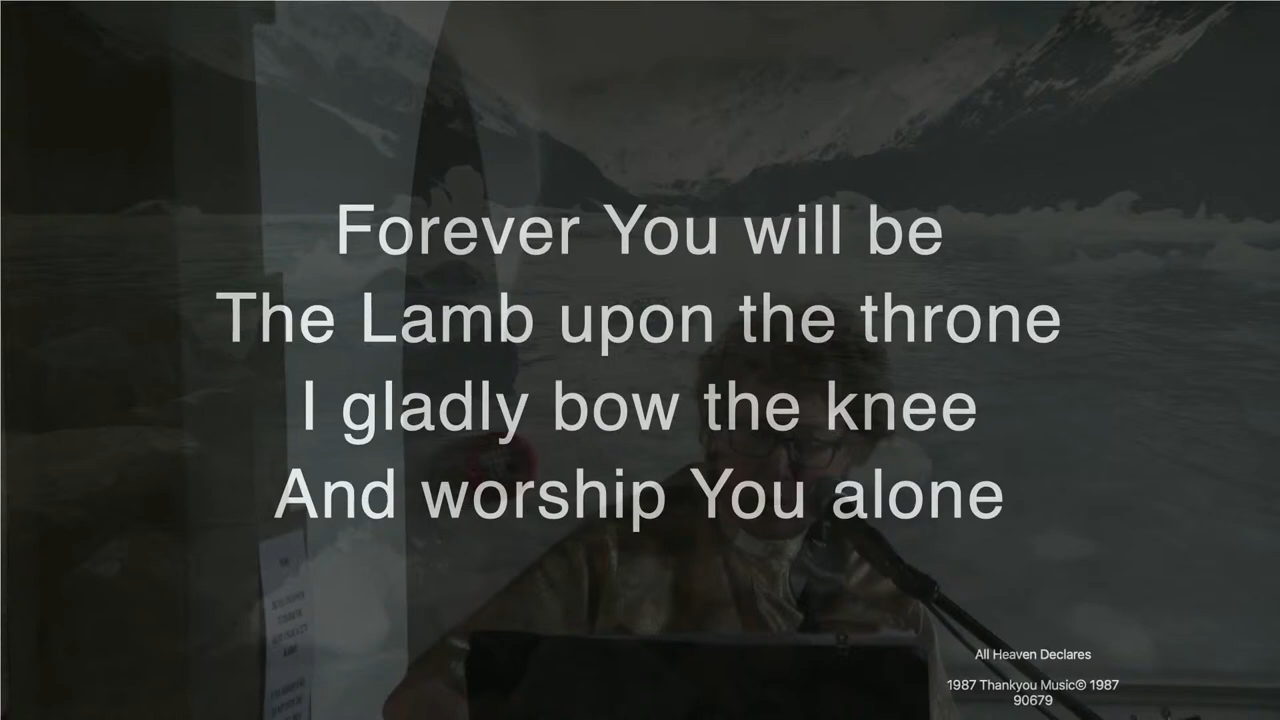 Forever You will be
The Lamb upon the throne
I gladly bow the knee
And worship You alone
All Heaven Declares
1987 Thankyou Music© 1987
90679